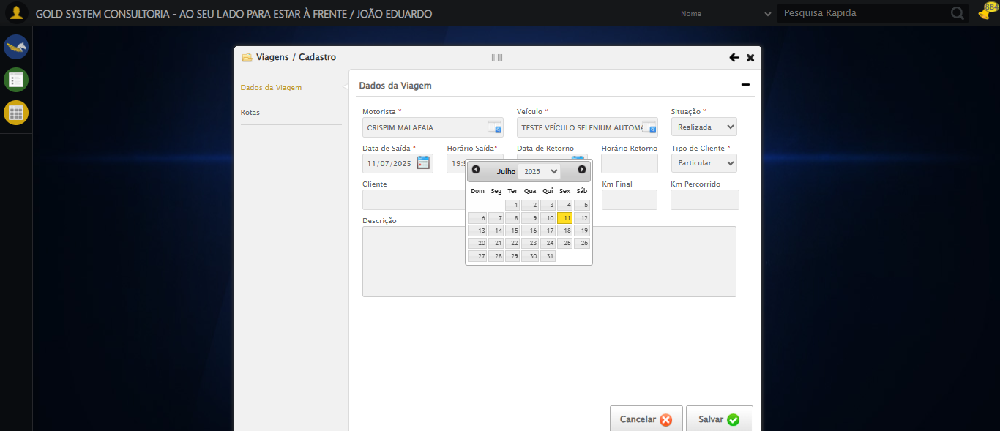 GOLD SYSTEM CONSULTORIA - AO SEU LADO PARA ESTAR À FRENTE / JOÃO EDUARDO
Nome
Pesquisa Rapida
884
Viagens / Cadastro
Dados da Viagem
Rotas
Dados da Viagem
Motorista * Veículo * Situação *
CRISPIM MALAFAIA TESTE VEÍCULO SELENIUM Realizada
Data de Saída * Horário Saída* Data de Retorno Horário Retorno Tipo de Cliente *
11/07/2025 Particular
Julho 2025
Cliente Km Final Km Percorrido
Dom Seg Ter Qua Qui Sex Sáb
1 2 3 4 5
6 7 8 9 10 11 12
13 14 15 16 17 18 19
20 21 22 23 24 25 26
27 28 29 30 31
Descrição
Cancelar Salvar